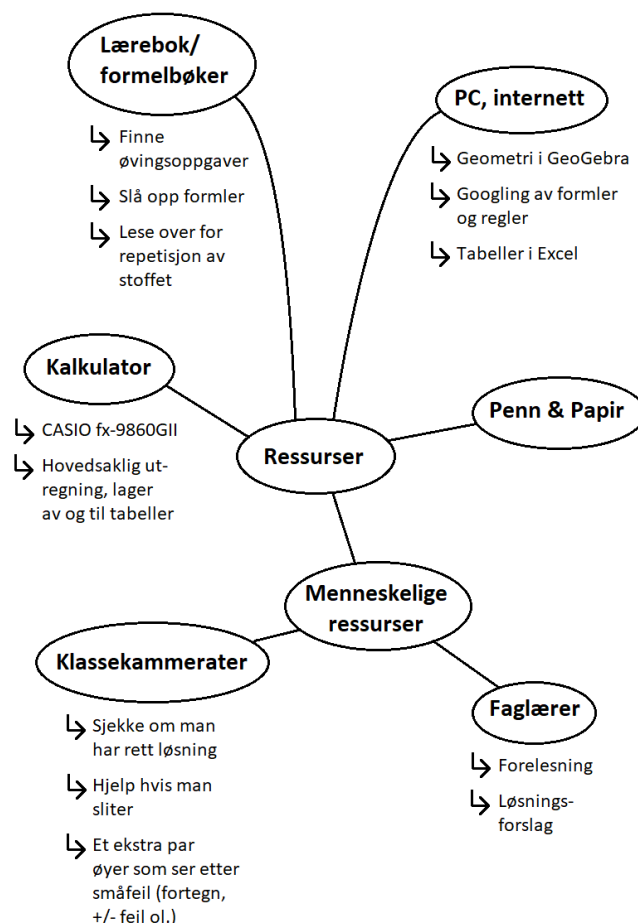 Lærebok/
formelbøker
Finne
øvingsoppgaver
Slå opp formler
Lese over for
repetisjon av
stoffet
PC, internett
Geometri i GeoGebra
Googling av formler
og regler
Tabeller i Excel
Kalkulator
CASIO fx-9860GII
Hovedsaklig ut-
regning, lager
av og til tabeller
Ressurser
Penn & Papir
Menneskelige
ressurser
Klassekammerater
Sjekke om man
har rett løsning
Hjelp hvis man
sliter
Et ekstra par
øyer som ser etter
småfeil (fortegn,
+/- feil ol.)
Faglærer
Forelesning
Løsnings-
forslag